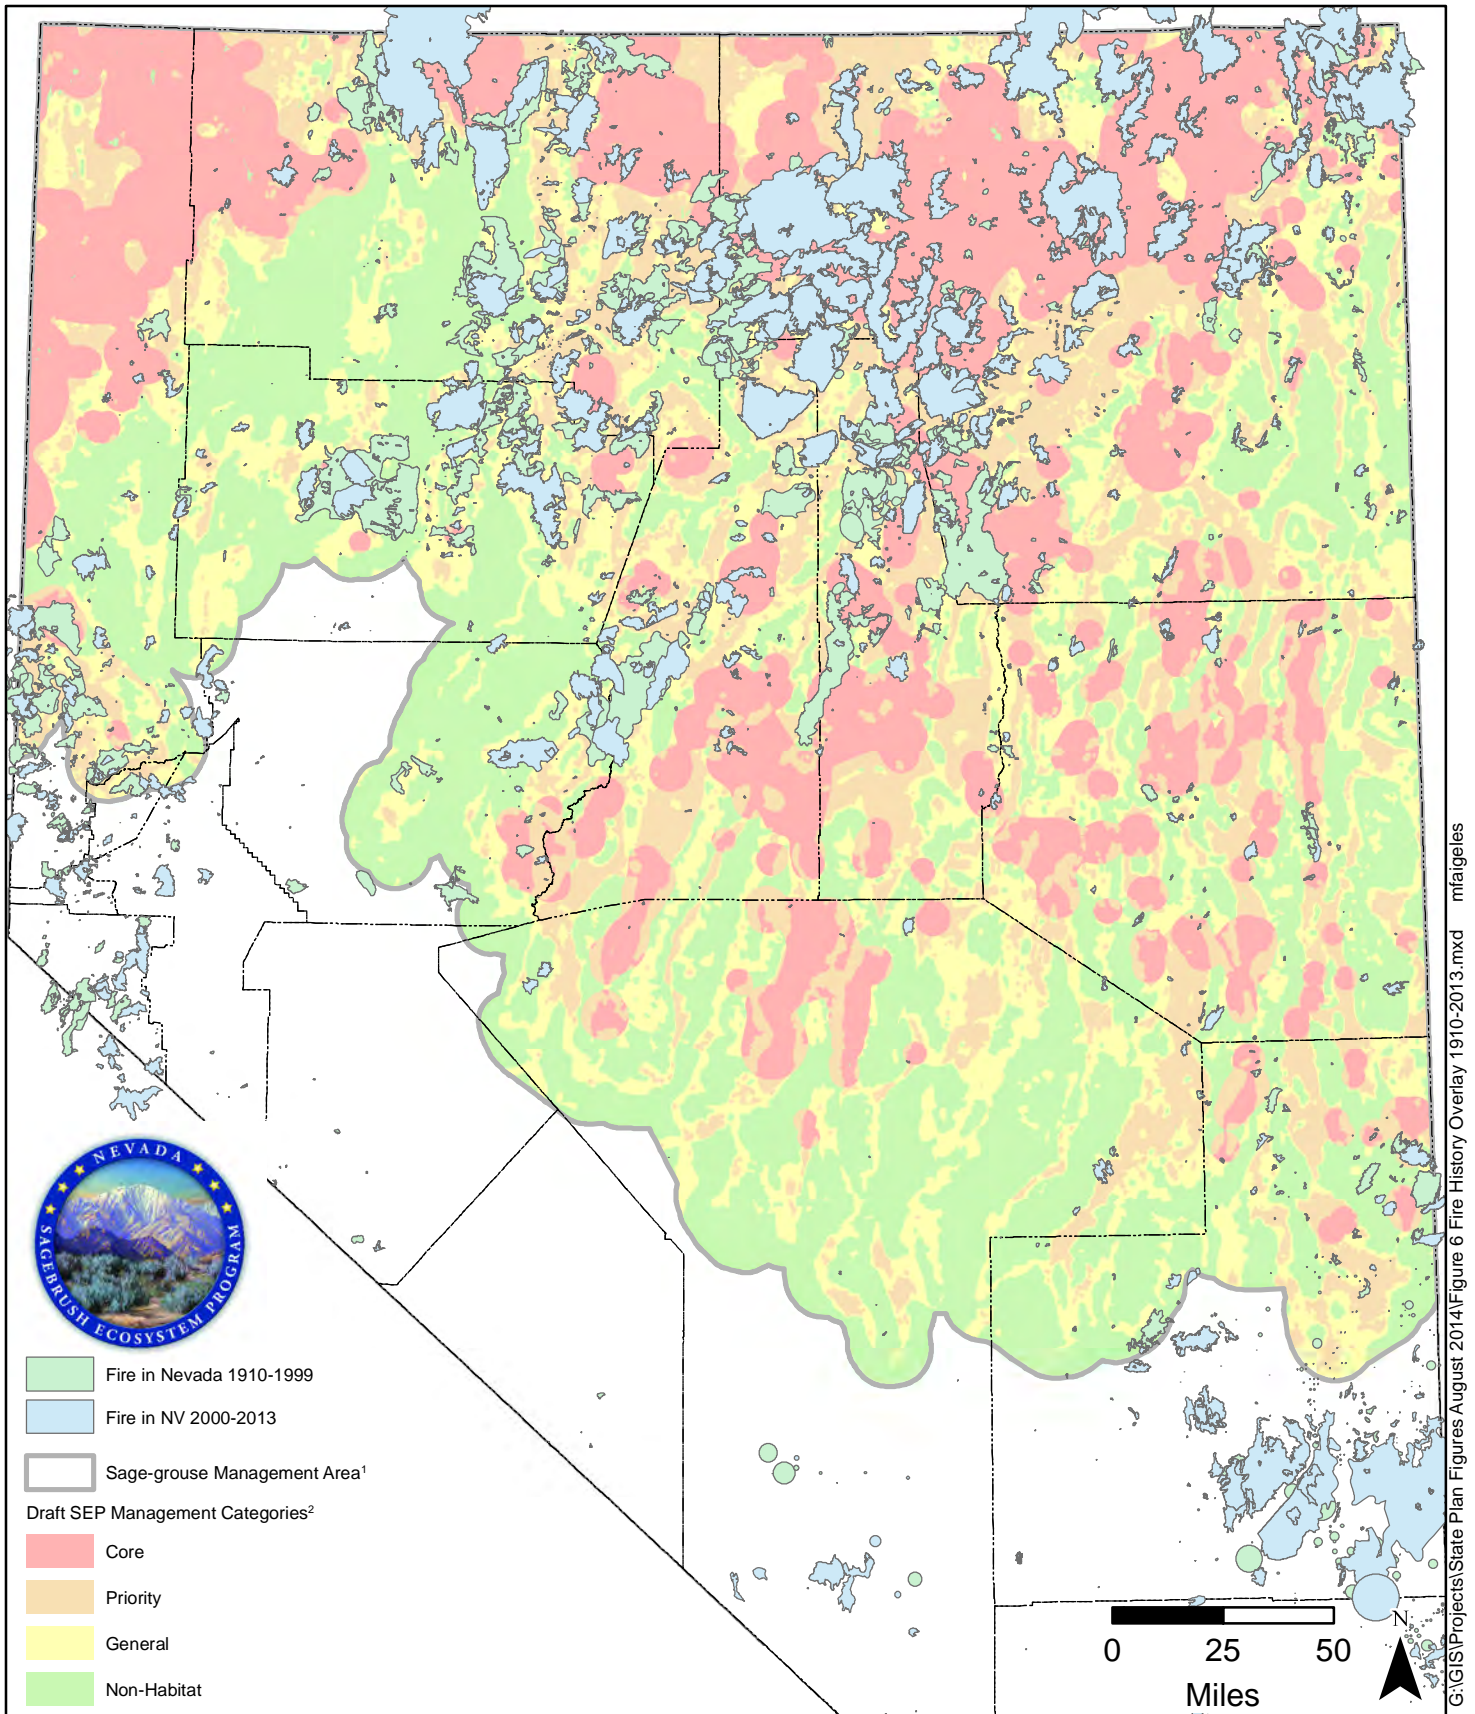 NEVADA
SAGEBRUSH ECOSYSTEM PROGRAM
Fire in Nevada 1910-1999
Fire in NV 2000-2013
Sage-grouse Management Area1
Draft SEP Management Categories2
Core
Priority
General
Non-Habitat
0 25 50
Miles
N
G:\GIS\Projects\State Plan Figures August 2014\Figure 6 Fire History Overlay 1910-2013.mxd mfaigeles